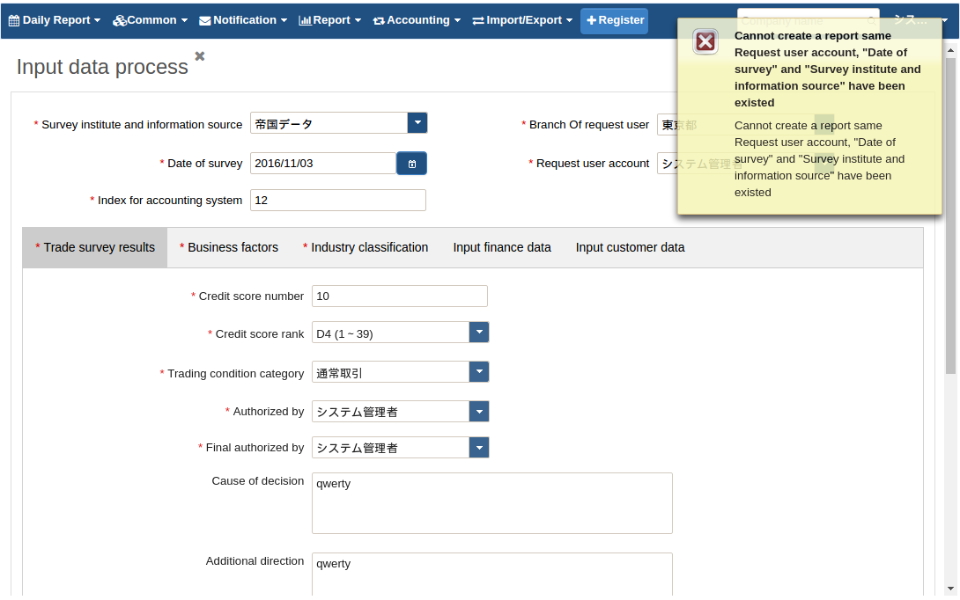 Daily Report Common Notification Report Accounting Import/Export + Register Company name シス...
Input data process
Cannot create a report same
Request user account, "Date of
survey" and "Survey institute and
information source" have been
existed
Cannot create a report same
Request user account, "Date of
survey" and "Survey institute and
information source" have been
existed
* Survey institute and information source 帝国データ
* Branch Of request user 東京都
* Date of survey 2016/11/03
* Request user account システム管理者
* Index for accounting system 12
* Trade survey results * Business factors * Industry classification Input finance data Input customer data
* Credit score number 10
* Credit score rank D4 (1 ~ 39)
* Trading condition category 通常取引
* Authorized by システム管理者
* Final authorized by システム管理者
Cause of decision qwerty
Additional direction qwerty